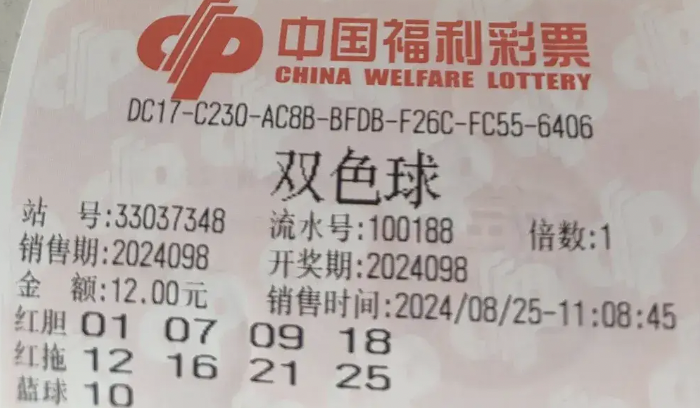 中国福利彩票
CHINA WELFARE LOTTERY
DC17-C230-AC8B-BFDB-F26C-FC55-6406
双色球
站 号:33037348 流水号:100188 倍数:1
销售期:2024098 开奖期:2024098
金 额:12.00元 销售时间:2024/08/25-11:08:45
红胆 01 07 09 18
红拖 12 16 21 25
蓝球 10